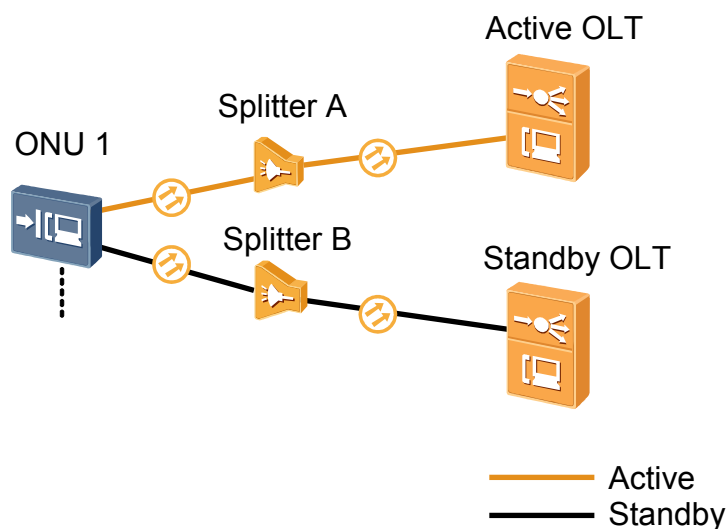 Active OLT
Splitter A
ONU 1
Splitter B
Standby OLT
Active
Standby